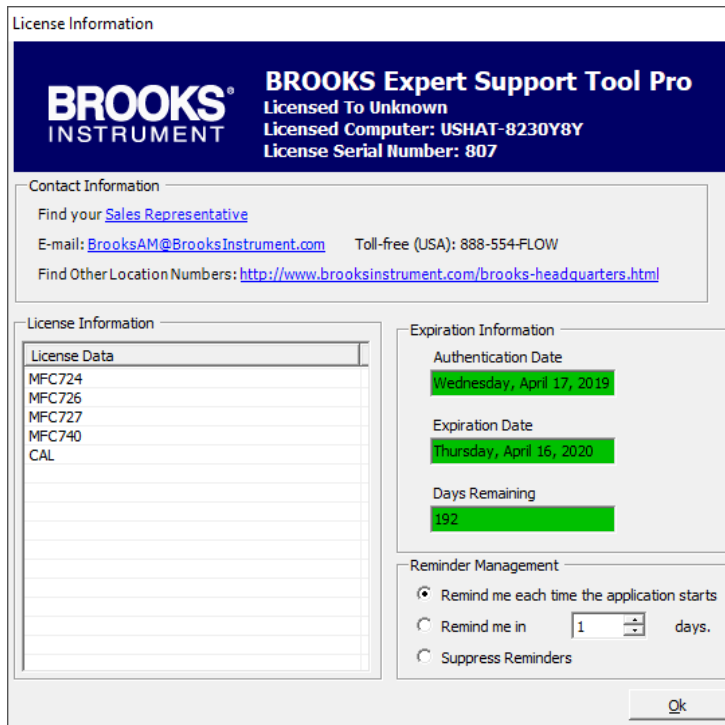 License Information
BROOKS®
INSTRUMENT
BROOKS Expert Support Tool Pro
Licensed To Unknown
Licensed Computer: USHAT-8230Y8Y
License Serial Number: 807
Contact Information
Find your Sales Representative
E-mail: BrooksAM@BrooksInstrument.com Toll-free (USA): 888-554-FLOW
Find Other Location Numbers: http://www.brooksinstrument.com/brooks-headquarters.html
License Information
License Data
MFC724
MFC726
MFC727
MFC740
CAL
Expiration Information
Authentication Date
Wednesday, April 17, 2019
Expiration Date
Thursday, April 16, 2020
Days Remaining
192
Reminder Management
Remind me each time the application starts
Remind me in 1 days.
Suppress Reminders
Ok